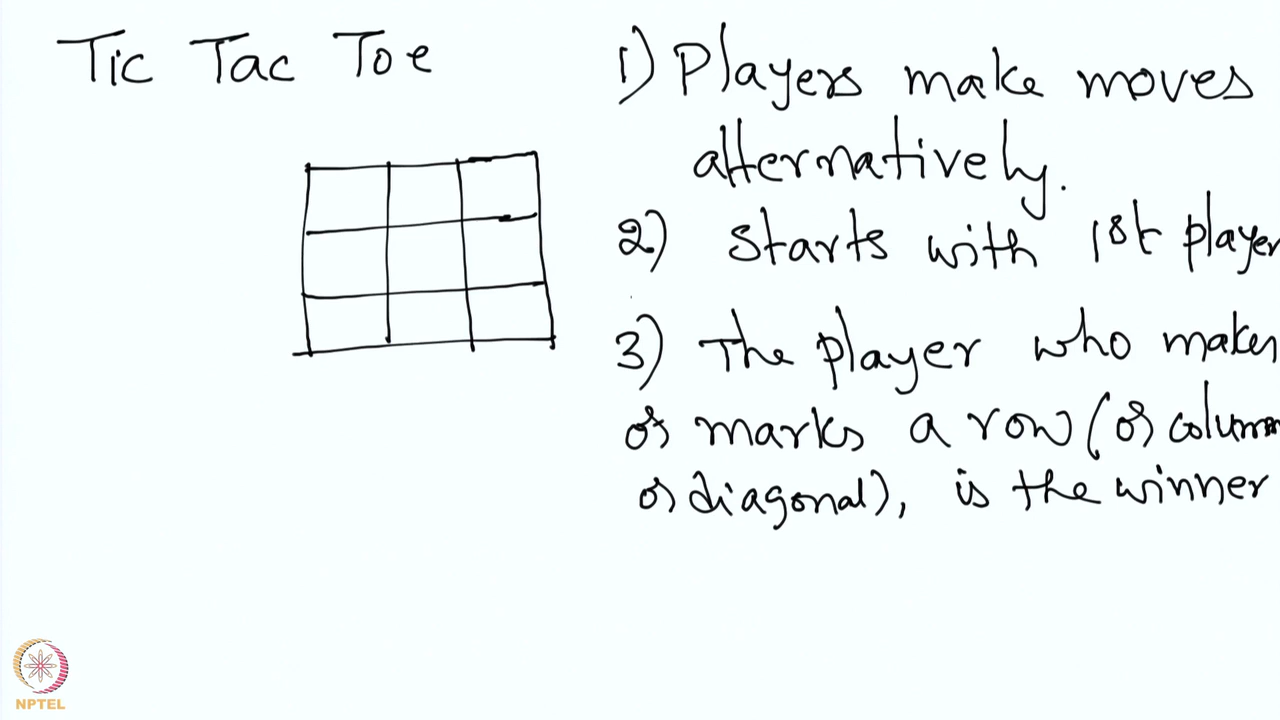 Tic Tac Toe
1) Players make moves
alternatively.
2) Starts with 1st player
3) The player who makes
or marks a row (or column
or diagonal), is the winner
NPTEL